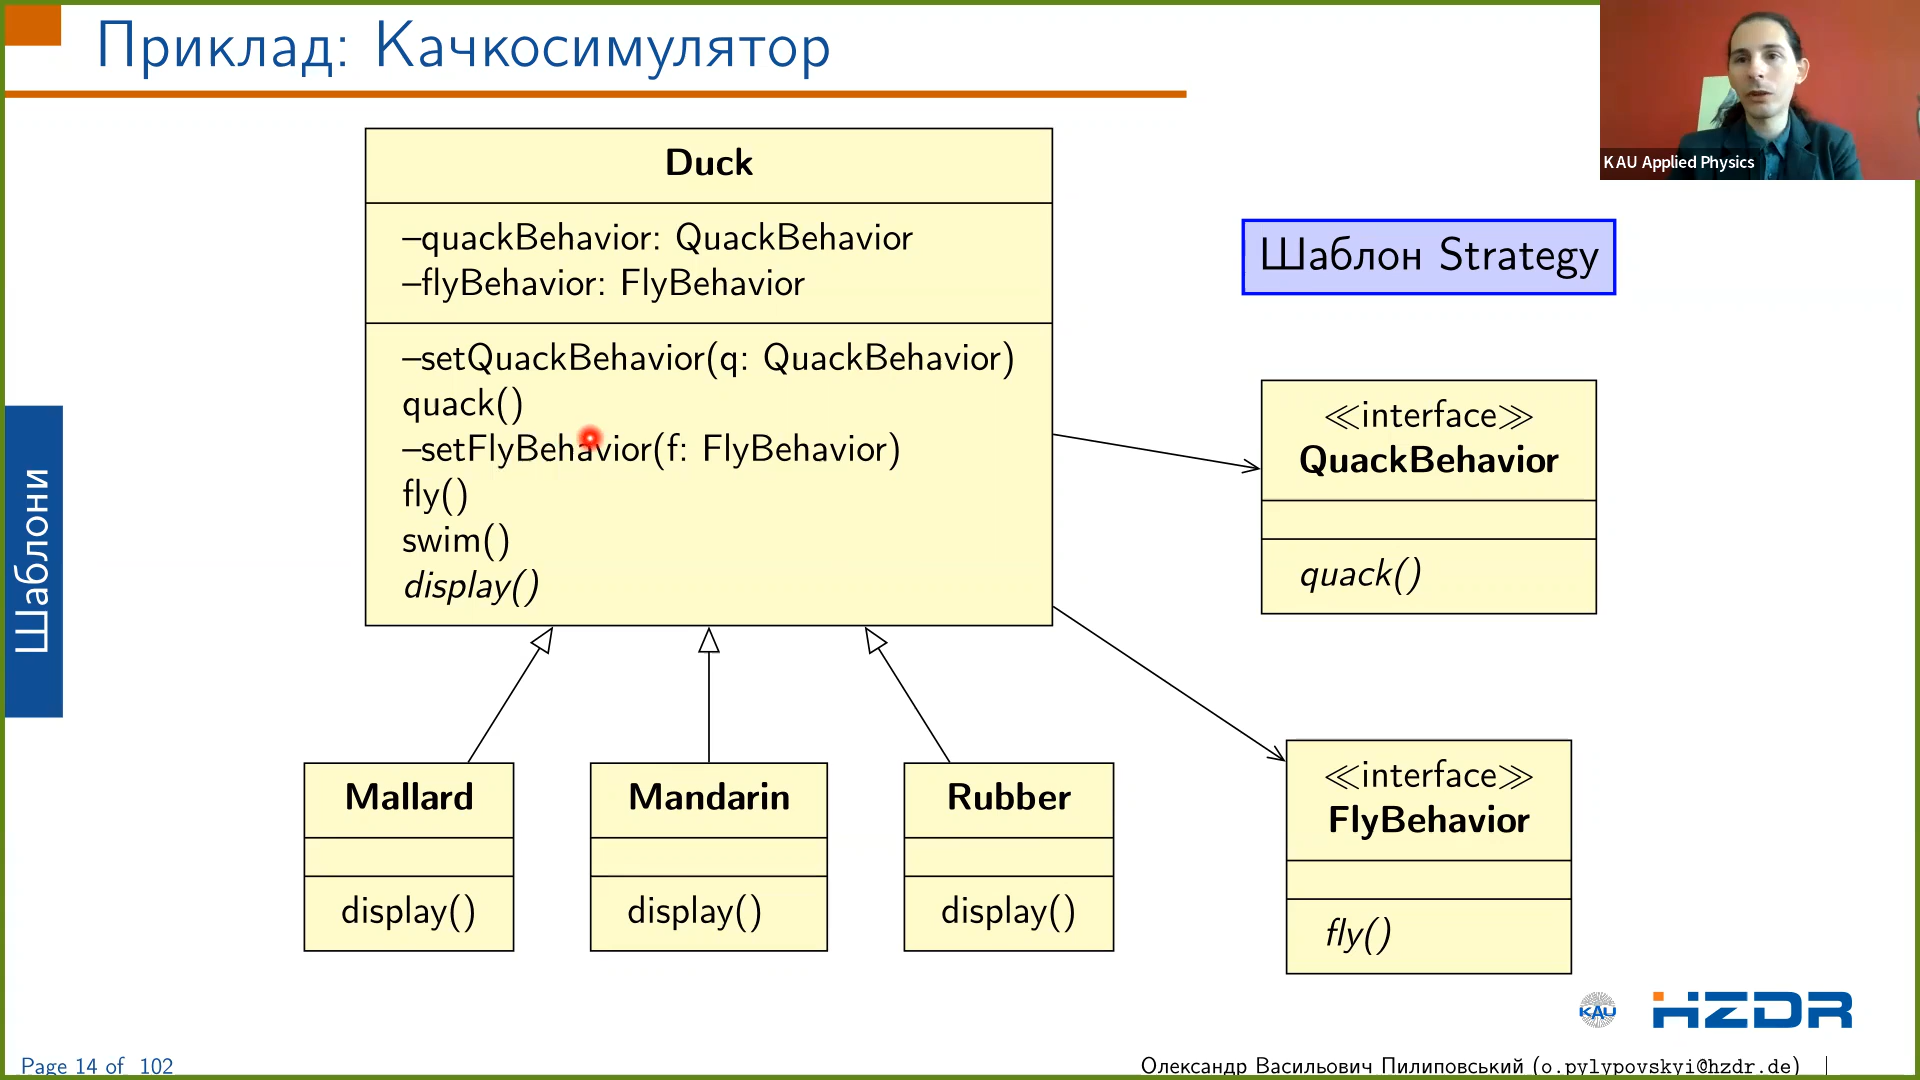 Приклад: Качкосимулятор
KAU Applied Physics
Duck
–quackBehavior: QuackBehavior
–flyBehavior: FlyBehavior
–setQuackBehavior(q: QuackBehavior)
quack()
–setFlyBehavior(f: FlyBehavior)
fly()
swim()
display()
Шаблон Strategy
≪interface≫
QuackBehavior
quack()
≪interface≫
FlyBehavior
fly()
Mallard
display()
Mandarin
display()
Rubber
display()
Шаблони
KAU
HZDR
Page 14 of 102
Олександр Васильович Пилиповський (o.pylypovskyi@hzdr.de) |